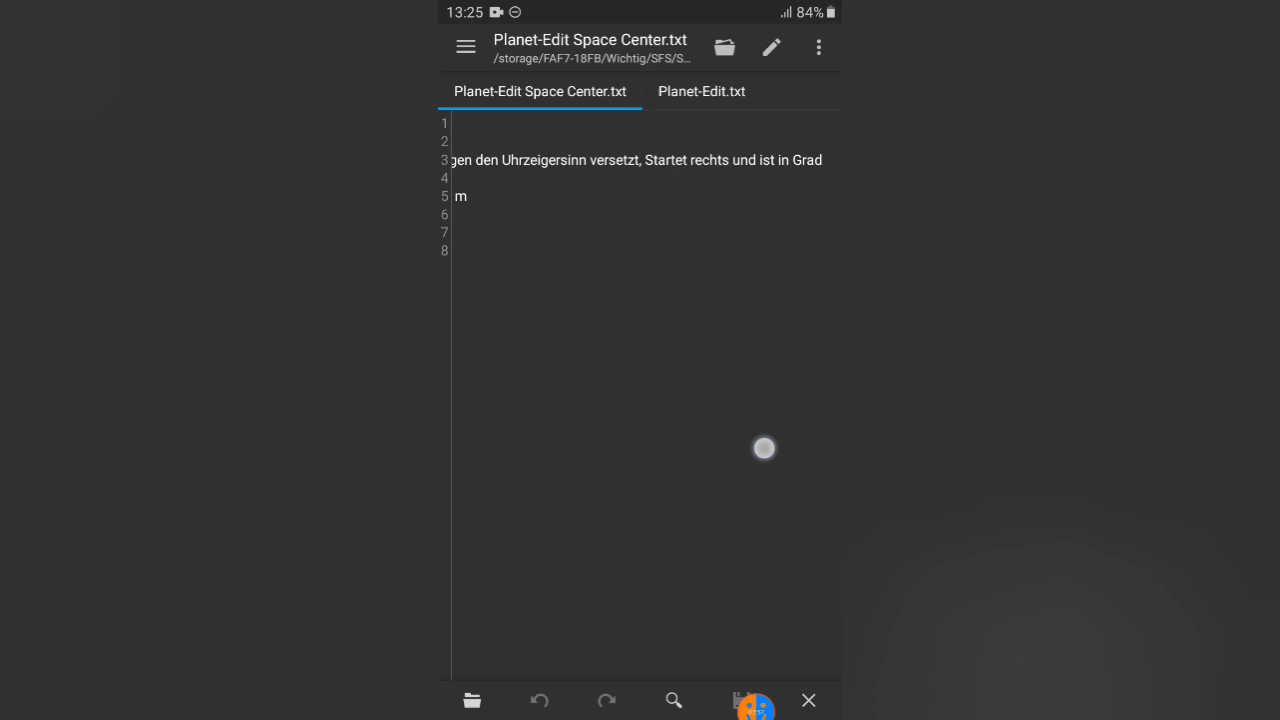 13:25
84%
Planet-Edit Space Center.txt
/storage/FAF7-18FB/Wichtig/SFS/S...
Planet-Edit Space Center.txt
Planet-Edit.txt
1
2
3 gen den Uhrzeigersinn versetzt, Startet rechts und ist in Grad
4
5 m
6
7
8